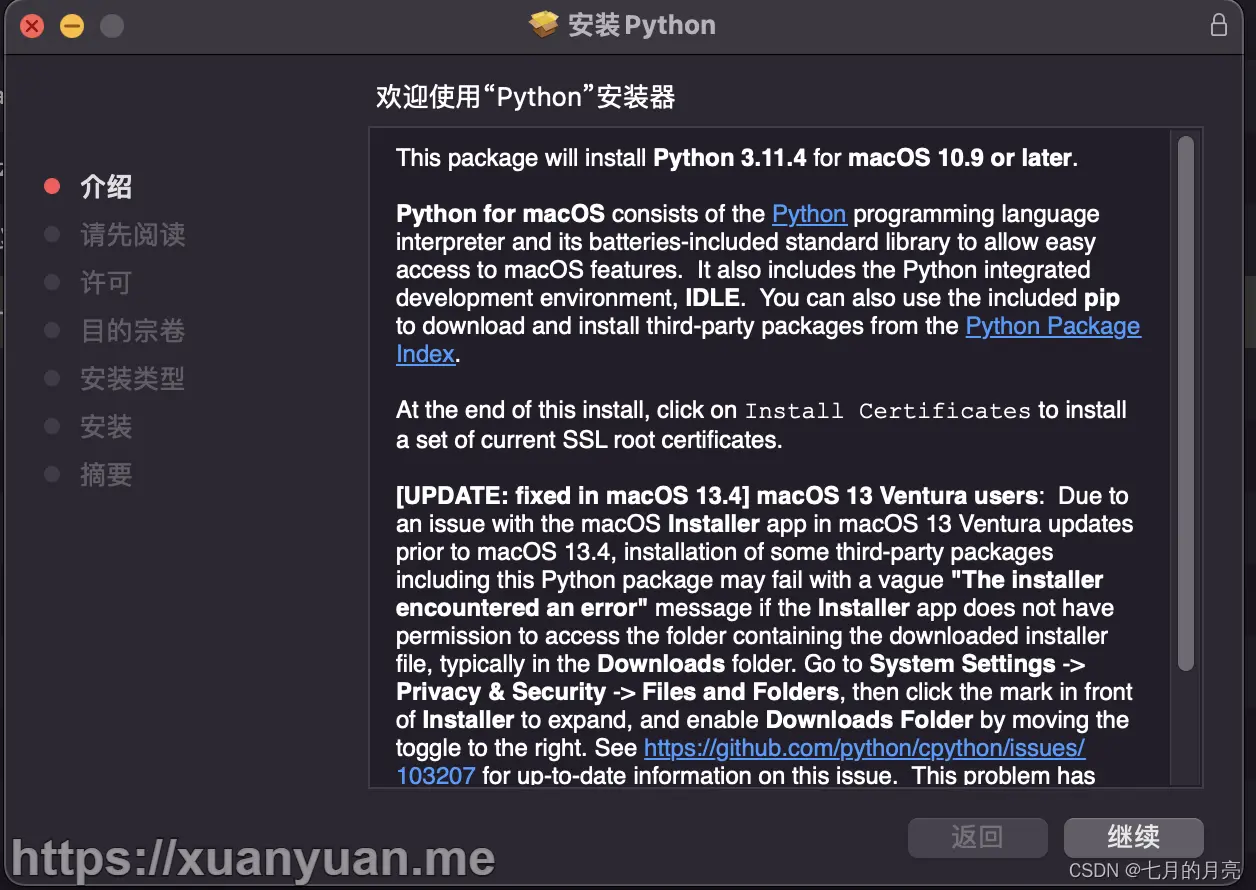 安装Python
欢迎使用“Python”安装器
介绍
请先阅读
许可
目的宗卷
安装类型
安装
摘要
This package will install Python 3.11.4 for macOS 10.9 or later.
Python for macOS consists of the Python programming language
interpreter and its batteries-included standard library to allow easy
access to macOS features.  It also includes the Python integrated
development environment, IDLE.  You can also use the included pip
to download and install third-party packages from the Python Package
Index.
At the end of this install, click on Install Certificates to install
a set of current SSL root certificates.
[UPDATE: fixed in macOS 13.4] macOS 13 Ventura users:  Due to
an issue with the macOS Installer app in macOS 13 Ventura updates
prior to macOS 13.4, installation of some third-party packages
including this Python package may fail with a vague "The installer
encountered an error" message if the Installer app does not have
permission to access the folder containing the downloaded installer
file, typically in the Downloads folder. Go to System Settings ->
Privacy & Security -> Files and Folders, then click the mark in front
of Installer to expand, and enable Downloads Folder by moving the
toggle to the right. See https://github.com/python/cpython/issues/
103207 for up-to-date information on this issue.  This problem has
返回
继续
https://xuanyuan.me
CSDN @七月的月亮